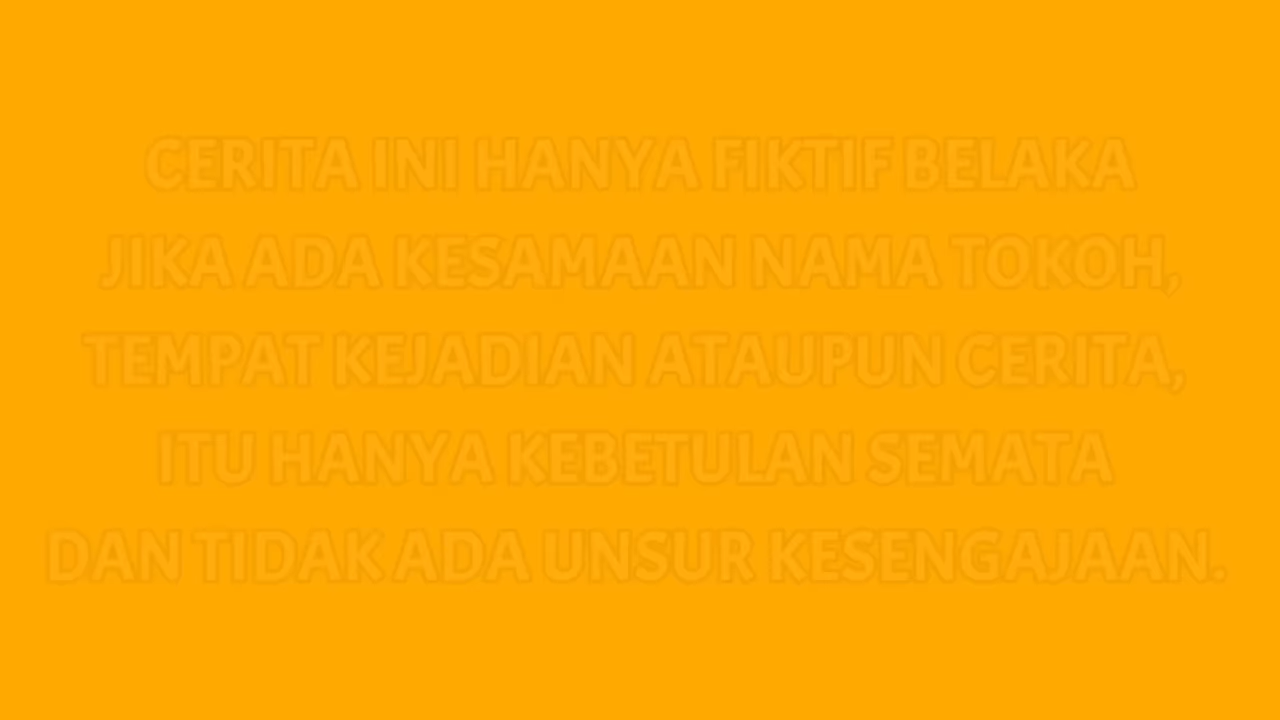 CERITA INI HANYA FIKTIF BELAKA
JIKA ADA KESAMAAN NAMA TOKOH,
TEMPAT KEJADIAN ATAUPUN CERITA,
ITU HANYA KEBETULAN SEMATA
DAN TIDAK ADA UNSUR KESENGAJAAN.